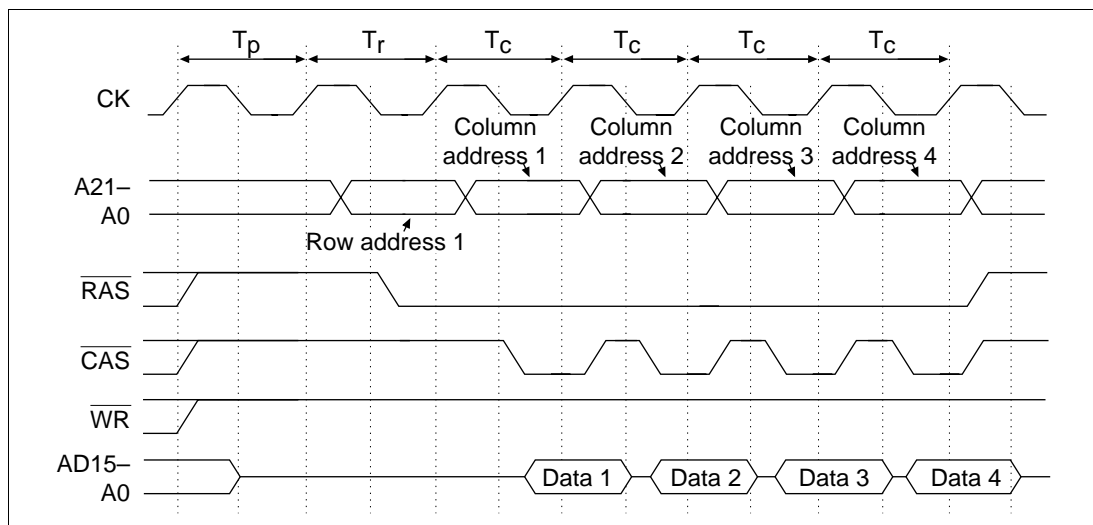 Tp Tr Tc Tc Tc Tc
CK
Column address 1
Column address 2
Column address 3
Column address 4
A21–
A0
Row address 1
RAS
CAS
WR
AD15–
A0
Data 1 Data 2 Data 3 Data 4